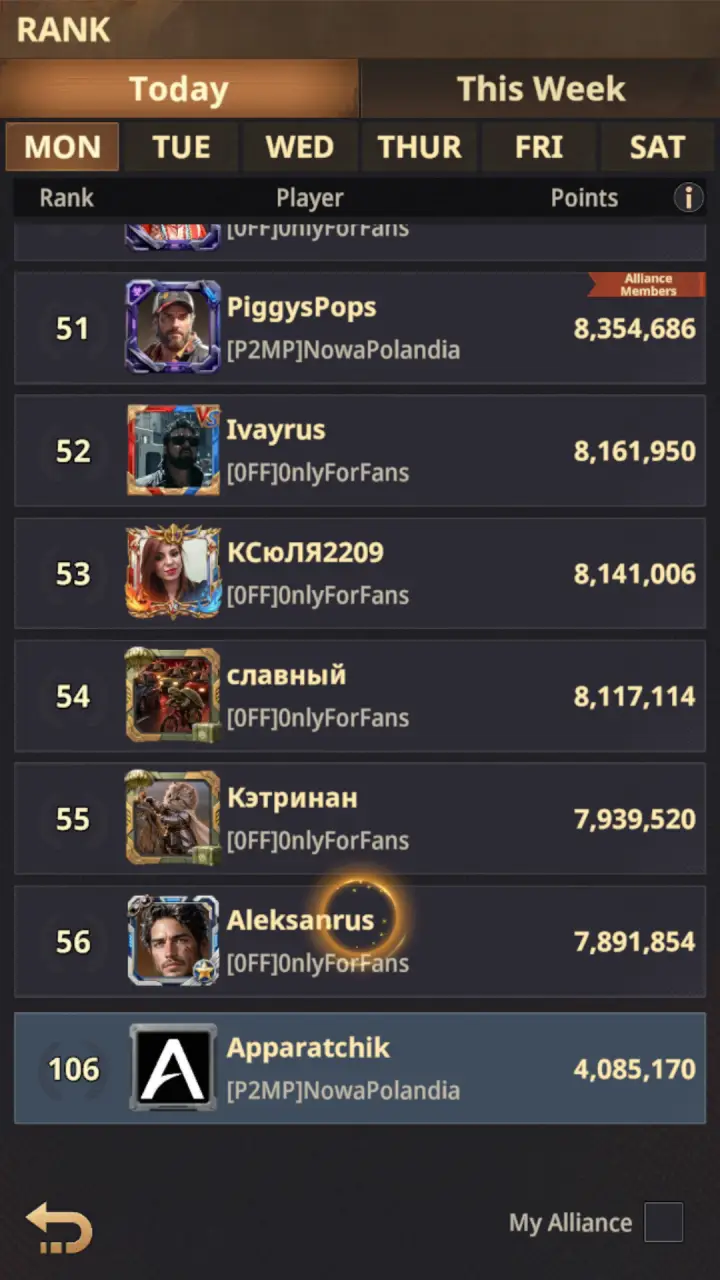 RANK
Today
This Week
MON
TUE
WED
THUR
FRI
SAT
Rank
Player
Points
[0FF]0nlyForFans
51
PiggysPops
[P2MP]NowaPolandia
Alliance
Members
8,354,686
52
Ivayrus
[0FF]0nlyForFans
8,161,950
53
КСюЛЯ2209
[0FF]0nlyForFans
8,141,006
54
славный
[0FF]0nlyForFans
8,117,114
55
Кэтринан
[0FF]0nlyForFans
7,939,520
56
Aleksanrus
[0FF]0nlyForFans
7,891,854
106
Apparatchik
[P2MP]NowaPolandia
4,085,170
My Alliance